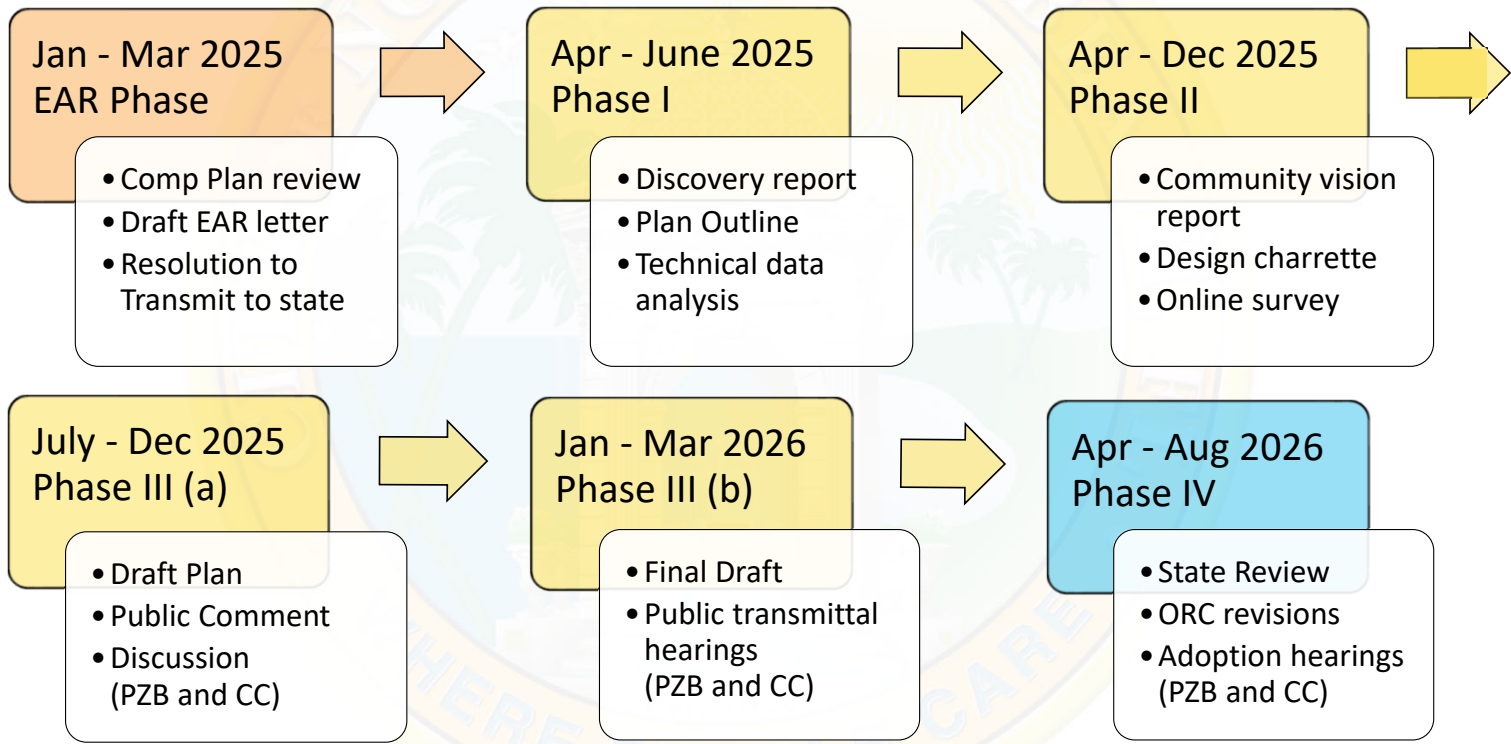 Jan - Mar 2025
EAR Phase
• Comp Plan review
• Draft EAR letter
• Resolution to
Transmit to state
Apr - June 2025
Phase I
• Discovery report
• Plan Outline
• Technical data
analysis
Apr - Dec 2025
Phase II
• Community vision
report
• Design charrette
• Online survey
July - Dec 2025
Phase III (a)
• Draft Plan
• Public Comment
• Discussion
(PZB and CC)
Jan - Mar 2026
Phase III (b)
• Final Draft
• Public transmittal
hearings
(PZB and CC)
Apr - Aug 2026
Phase IV
• State Review
• ORC revisions
• Adoption hearings
(PZB and CC)